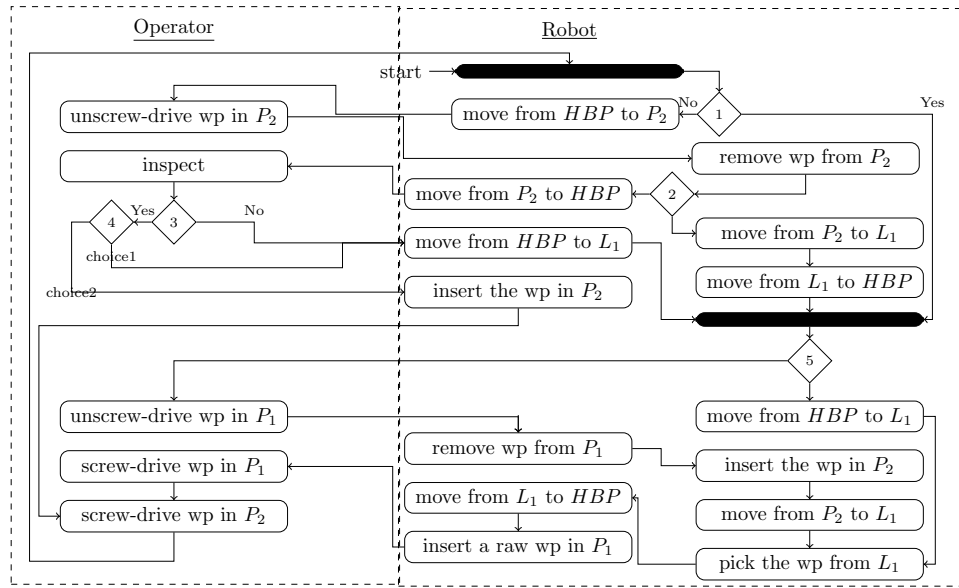 Operator
Robot
start
1
No
Yes
move from HBP to P₂
unscrew-drive wp in P₂
remove wp from P₂
inspect
move from P₂ to HBP
2
4
Yes
3
No
choice1
move from HBP to L₁
move from P₂ to L₁
move from L₁ to HBP
choice2
insert the wp in P₂
5
unscrew-drive wp in P₁
move from HBP to L₁
remove wp from P₁
screw-drive wp in P₁
insert the wp in P₂
move from L₁ to HBP
screw-drive wp in P₂
move from P₂ to L₁
insert a raw wp in P₁
pick the wp from L₁